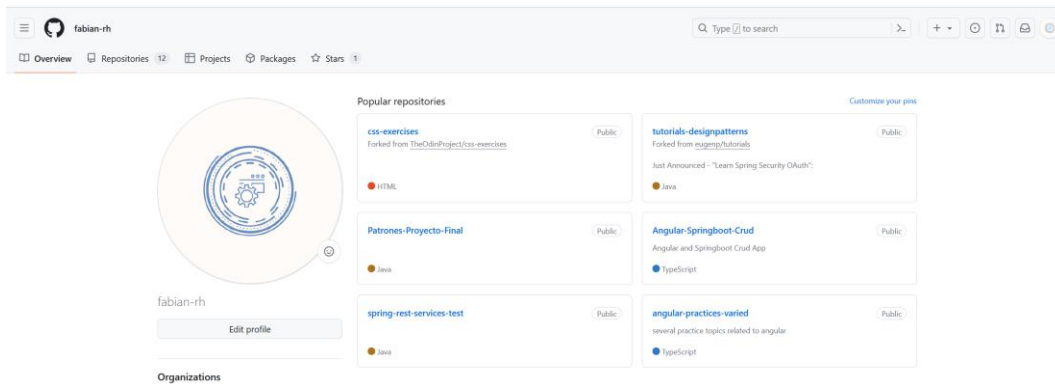 fabian-rh
Type / to search
Overview Repositories 12 Projects Packages Stars 1
Popular repositories
Customize your pins
css-exercises Public
Forked from TheOdinProject/css-exercises
HTML
tutorials-designpatterns Public
Forked from eugenp/tutorials
Just Announced - "Learn Spring Security OAuth":
Java
Patrones-Proyecto-Final Public
Java
Angular-Springboot-Crud Public
Angular and Springboot Crud App
TypeScript
spring-rest-services-test Public
Java
angular-practices-varied Public
several practice topics related to angular
TypeScript
fabian-rh
Edit profile
Organizations